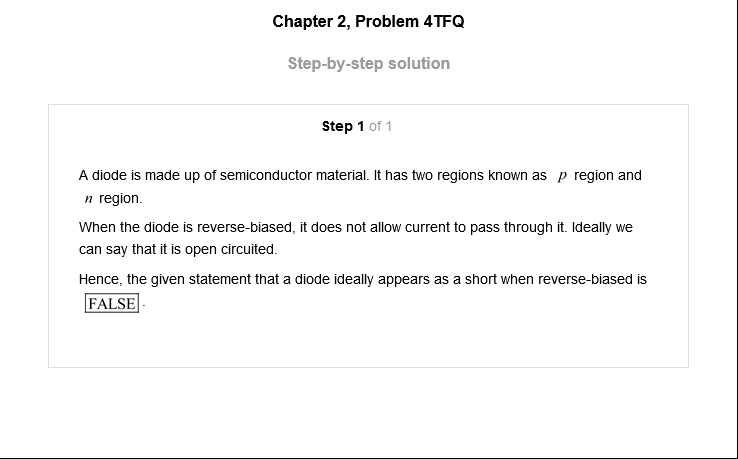 Chapter 2, Problem 4TFQ
Step-by-step solution
Step 1 of 1
A diode is made up of semiconductor material. It has two regions known as p region and
n region.
When the diode is reverse-biased, it does not allow current to pass through it. Ideally we
can say that it is open circuited.
Hence, the given statement that a diode ideally appears as a short when reverse-biased is
FALSE.